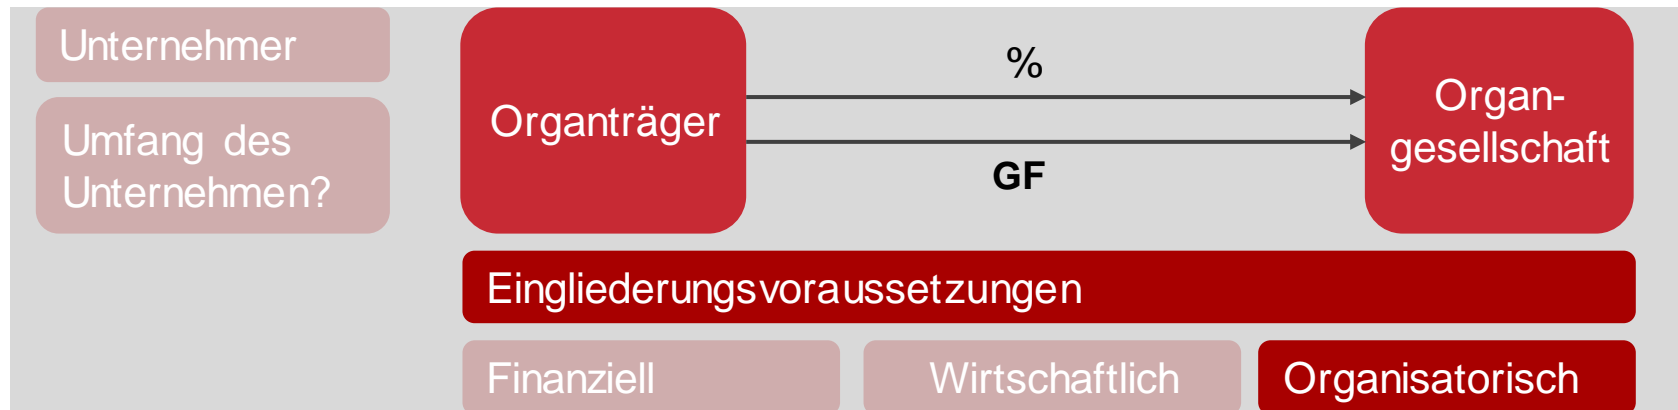 Unternehmer
Umfang des
Unternehmen?
Organträger
%
GF
Organ-
gesellschaft
Eingliederungsvoraussetzungen
Finanziell
Wirtschaftlich
Organisatorisch